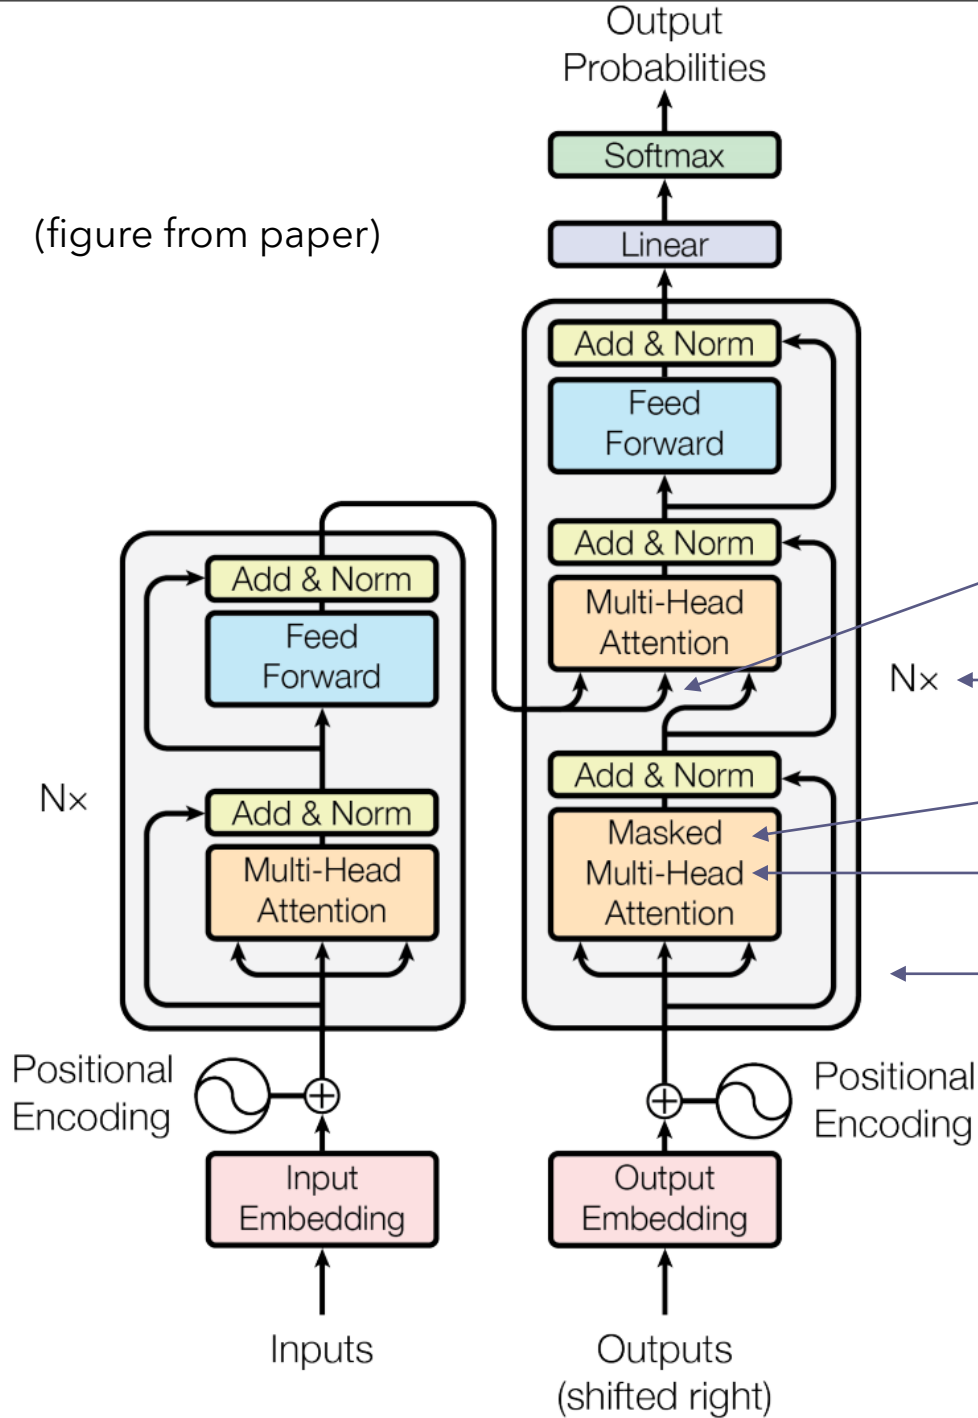 Output
Probabilities
Softmax
(figure from paper)
Linear
Add & Norm
Feed
Forward
Add & Norm
Multi-Head
Attention
N×
Add & Norm
Masked
Multi-Head
Attention
Add & Norm
Feed
Forward
N×
Add & Norm
Multi-Head
Attention
Positional
Encoding
Positional
Encoding
Input
Embedding
Output
Embedding
Inputs
Outputs
(shifted right)